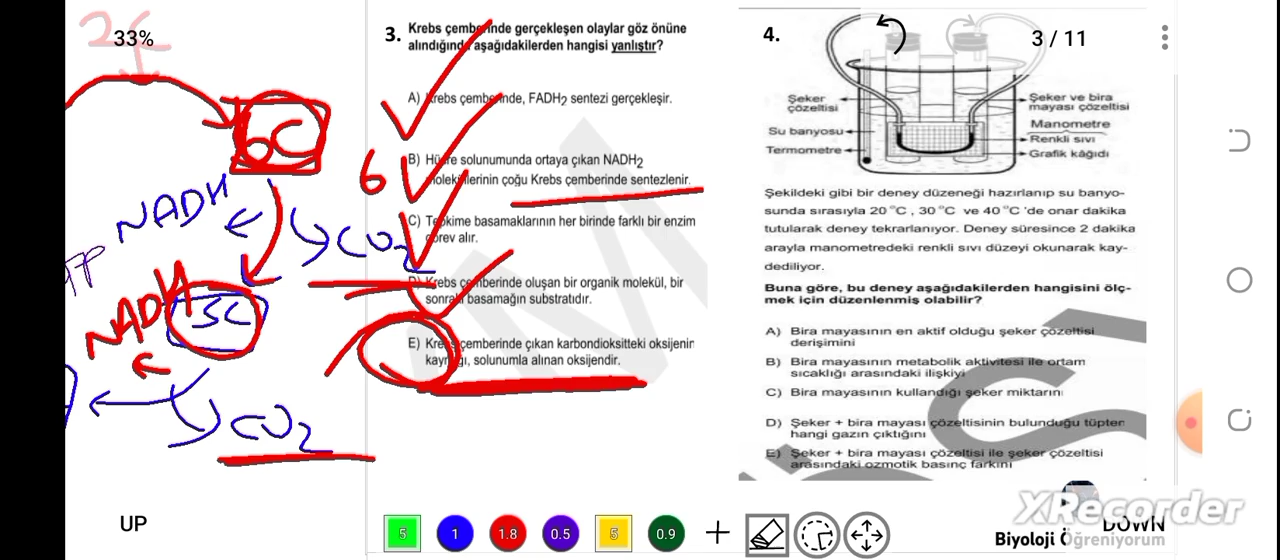 33%
3 / 11
2C
6C
NADH
CO2
NADH
5C
CO2
6
3. Krebs çemberinde gerçekleşen olaylar göz önüne
alındığında aşağıdakilerden hangisi yanlıştır?
A) Krebs çemberinde, FADH2 sentezi gerçekleşir.
B) Hücre solunumunda ortaya çıkan NADH2
moleküllerinin çoğu Krebs çemberinde sentezlenir.
C) Tepkime basamaklarının her birinde farklı bir enzim
görev alır.
D) Krebs çemberinde oluşan bir organik molekül, bir
sonraki basamağın substratıdır.
E) Krebs çemberinde çıkan karbondioksitteki oksijenin
kaynağı, solunumla alınan oksijendir.
4.
Şeker
çözeltisi
Su banyosu
Termometre
Şeker ve bira
mayası çözeltisi
Manometre
Renkli sıvı
Grafik kâğıdı
Şekildeki gibi bir deney düzeneği hazırlanıp su banyo-
sunda sırasıyla 20 °C , 30 °C ve 40 °C 'de onar dakika
tutularak deney tekrarlanıyor. Deney süresince 2 dakika
arayla manometredeki renkli sıvı düzeyi okunarak kay-
dediliyor.
Buna göre, bu deney aşağıdakilerden hangisini ölç-
mek için düzenlenmiş olabilir?
A) Bira mayasının en aktif olduğu şeker çözeltisi
derişimini
B) Bira mayasının metabolik aktivitesi ile ortam
sıcaklığı arasındaki ilişkiyi
C) Bira mayasının kullandığı şeker miktarını
D) Şeker + bira mayası çözeltisinin bulunduğu tüpten
hangi gazın çıktığını
E) Şeker + bira mayası çözeltisi ile şeker çözeltisi
arasındaki ozmotik basınç farkını
UP
5
1
1.8
0.5
5
0.9
XRecorder
DOWN
Biyoloji Öğreniyorum